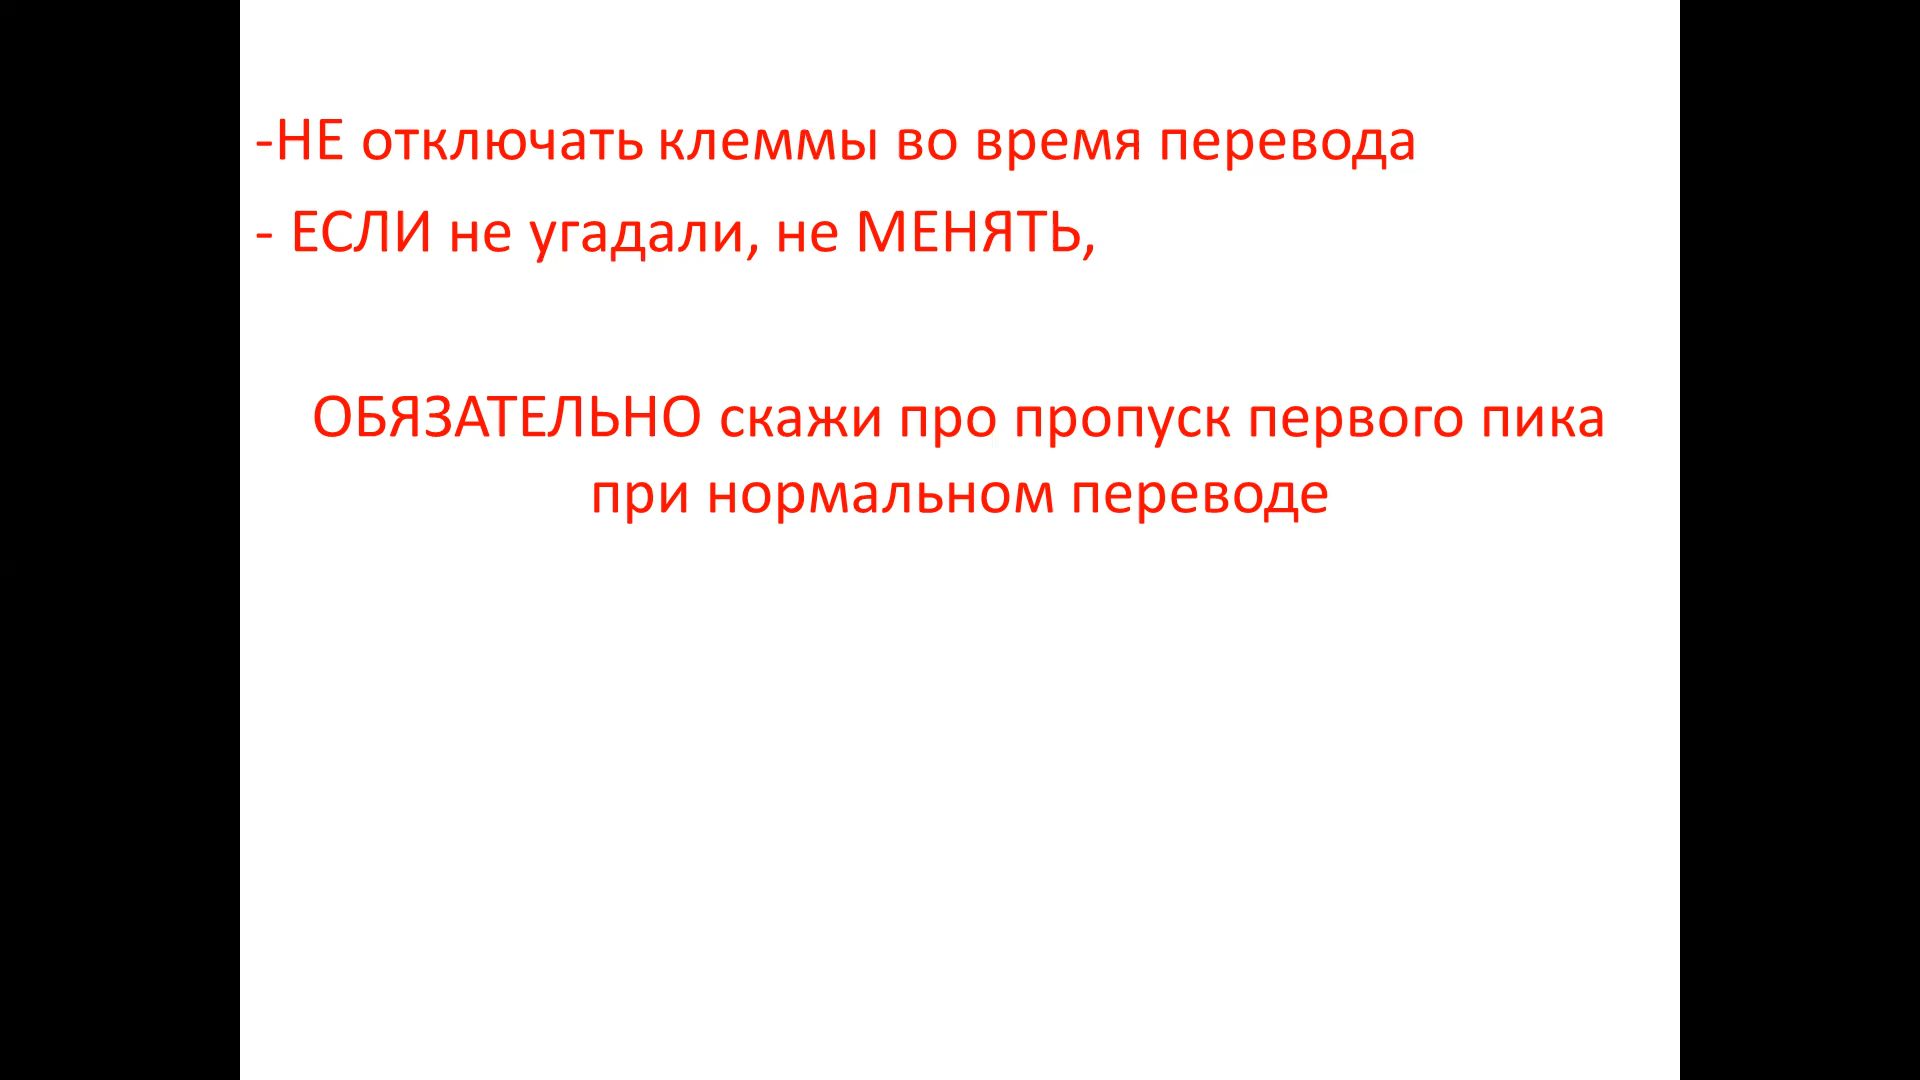 -НЕ отключать клеммы во время перевода
- ЕСЛИ не угадали, не МЕНЯТЬ,
ОБЯЗАТЕЛЬНО скажи про пропуск первого пика
при нормальном переводе